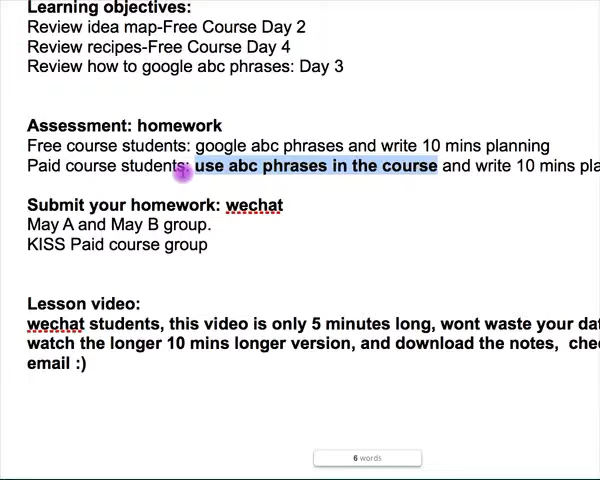 Learning objectives:
Review idea map-Free Course Day 2
Review recipes-Free Course Day 4
Review how to google abc phrases: Day 3
Assessment: homework
Free course students: google abc phrases and write 10 mins planning
Paid course students: use abc phrases in the course and write 10 mins pla
Submit your homework: wechat
May A and May B group.
KISS Paid course group
Lesson video:
wechat students, this video is only 5 minutes long, wont waste your dat
watch the longer 10 mins longer version, and download the notes, chec
email :)
6 words